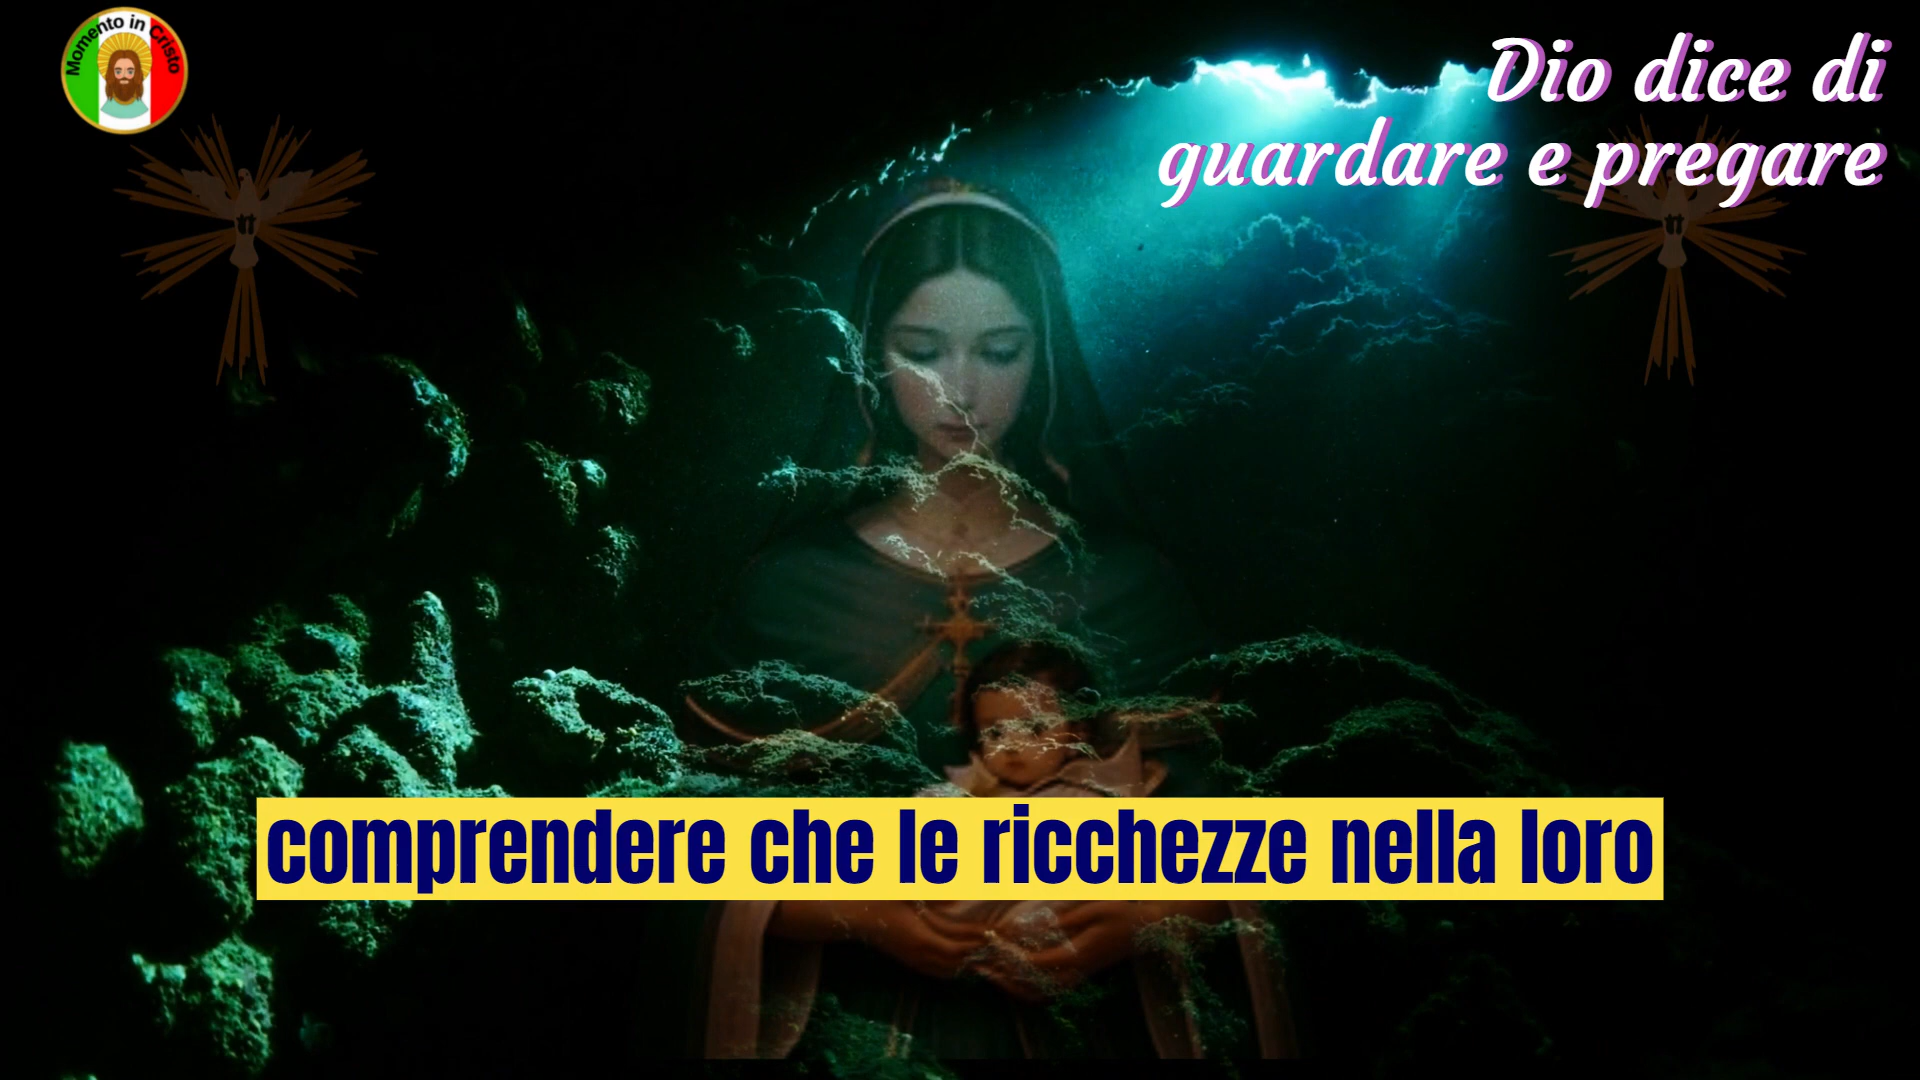 Momento in Cristo
Dio dice di
guardare e pregare
comprendere che le ricchezze nella loro